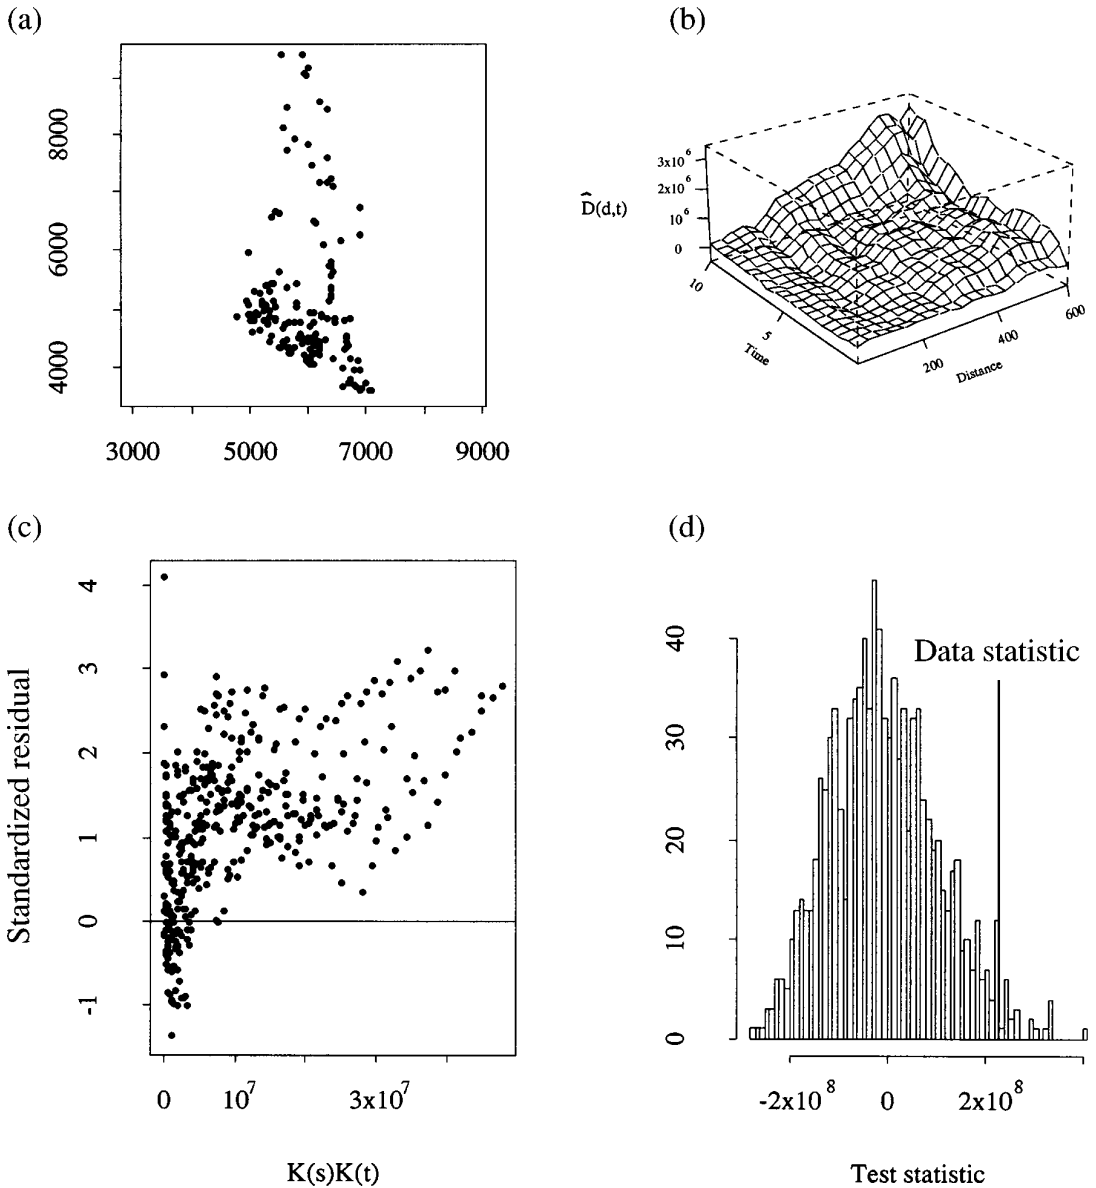 (a)
8000
6000
4000
3000 5000 7000 9000
(b)
D̂(d,t)
3x10⁶
2x10⁶
10⁶
0
10
5
Time
200
400
600
Distance
(c)
Standardized residual
4
3
2
1
0
-1
0 10⁷ 3x10⁷
K(s)K(t)
(d)
Data statistic
40
30
20
10
0
-2x10⁸ 0 2x10⁸
Test statistic